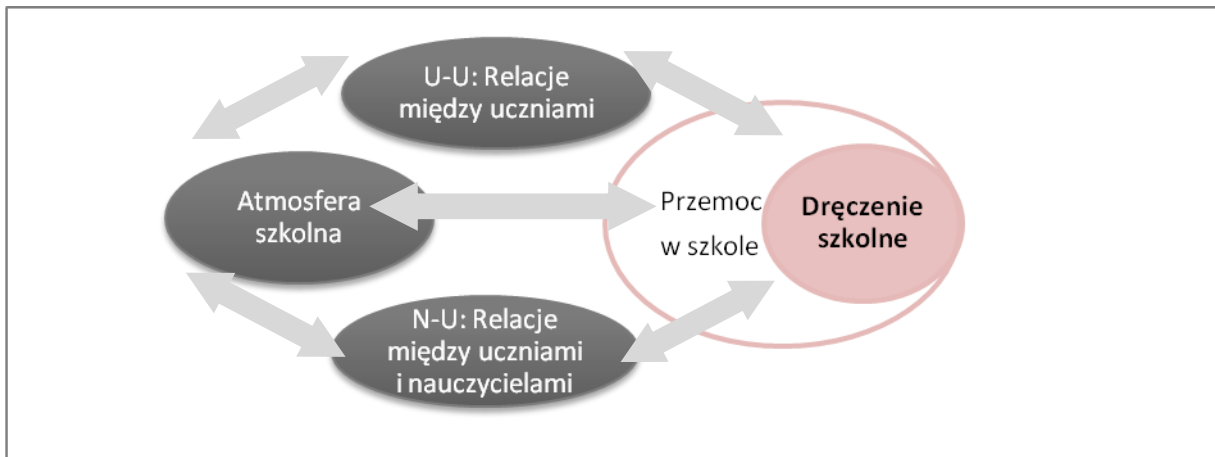 U-U: Relacje
między uczniami
Atmosfera
szkolna
Przemoc
w szkole
Dręczenie
szkolne
N-U: Relacje
między uczniami
i nauczycielami